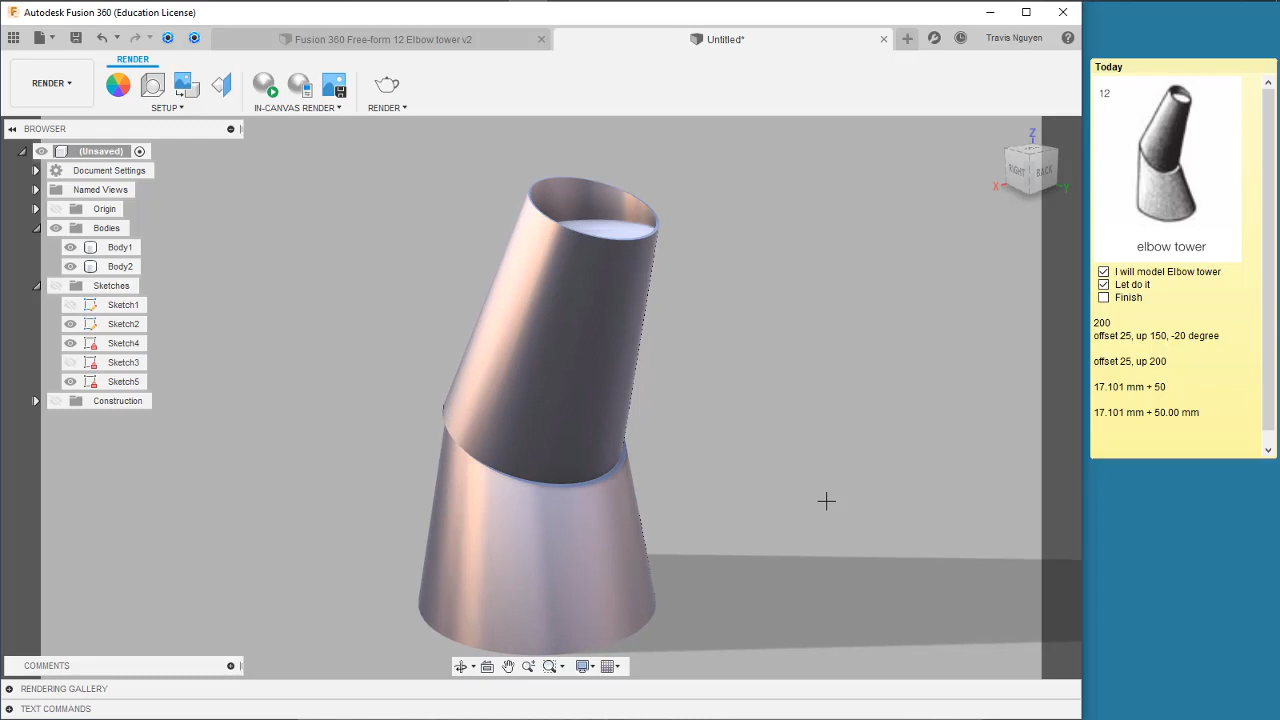 Autodesk Fusion 360 (Education License)
Fusion 360 Free-form 12 Elbow tower v2
Untitled*
Travis Nguyen
RENDER
RENDER
SETUP
IN-CANVAS RENDER
RENDER
BROWSER
(Unsaved)
Document Settings
Named Views
Origin
Bodies
Body1
Body2
Sketches
Sketch1
Sketch2
Sketch4
Sketch3
Sketch5
Construction
Z
RIGHT
BACK
X
Y
COMMENTS
RENDERING GALLERY
TEXT COMMANDS
Today
12
elbow tower
I will model Elbow tower
Let do it
Finish
200
offset 25, up 150, -20 degree
offset 25, up 200
17.101 mm + 50
17.101 mm + 50.00 mm